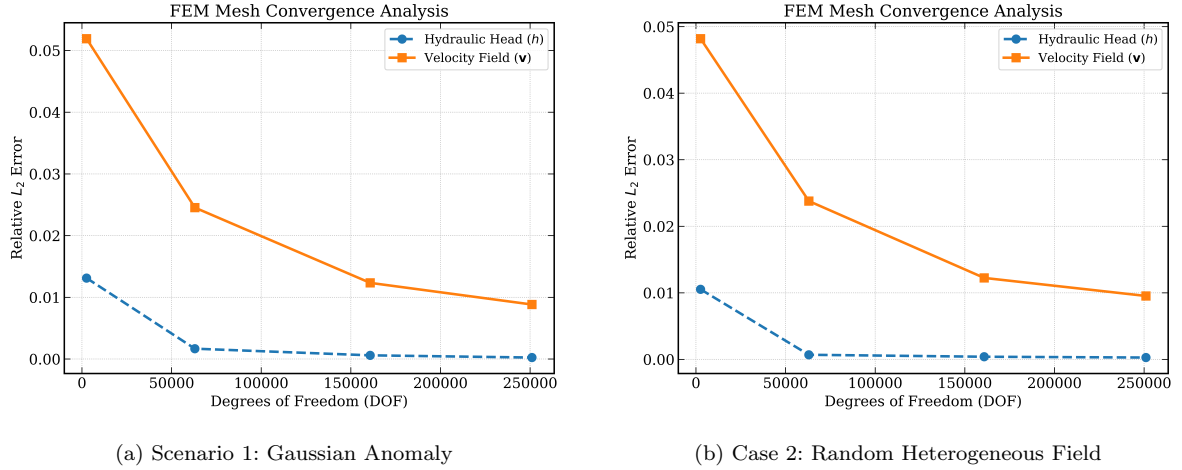 FEM Mesh Convergence Analysis
Hydraulic Head (h)
Velocity Field (v)
0.05
0.04
0.03
0.02
0.01
0.00
Relative L2 Error
0 50000 100000 150000 200000 250000
Degrees of Freedom (DOF)
(a) Scenario 1: Gaussian Anomaly
FEM Mesh Convergence Analysis
Hydraulic Head (h)
Velocity Field (v)
0.05
0.04
0.03
0.02
0.01
0.00
Relative L2 Error
0 50000 100000 150000 200000 250000
Degrees of Freedom (DOF)
(b) Case 2: Random Heterogeneous Field